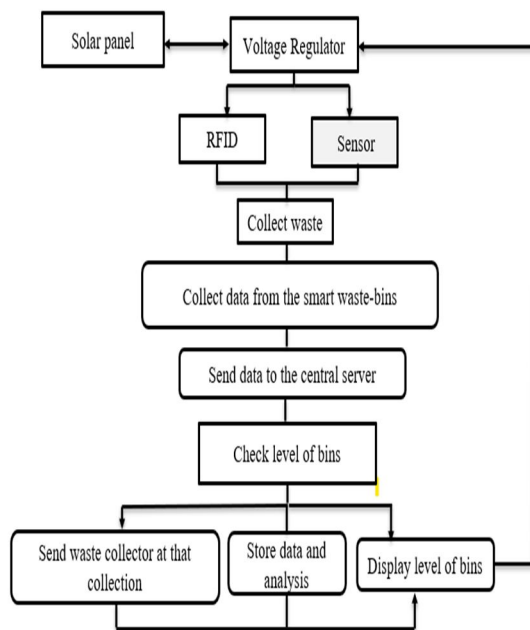 Solar panel
Voltage Regulator
RFID
Sensor
Collect waste
Collect data from the smart waste-bins
Send data to the central server
Check level of bins
Send waste collector at that
collection
Store data and
analysis
Display level of bins